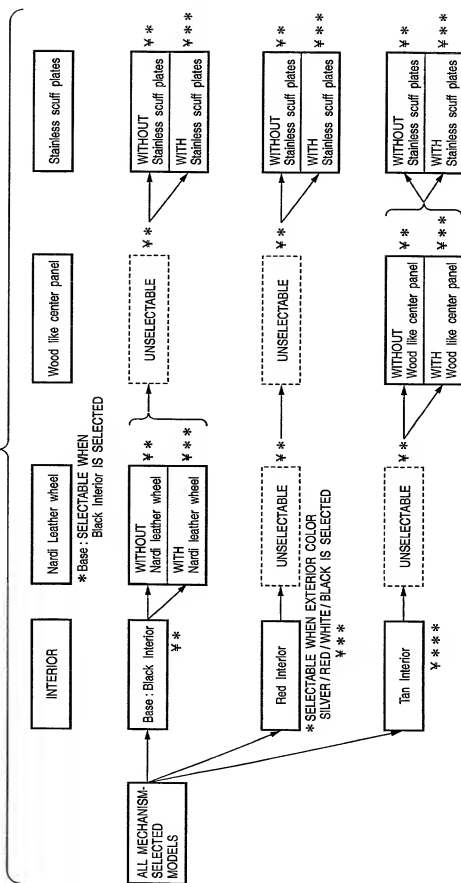 INTERIOR
Nardi Leather wheel
Wood like center panel
Stainless scuff plates
* Base : SELECTABLE WHEN
Black Interior IS SELECTED
ALL MECHANISM-
SELECTED
MODELS
Base : Black Interior
¥ *
WITHOUT
Nardi leather wheel
¥ *
WITH
Nardi leather wheel
¥ * *
UNSELECTABLE
¥ *
WITHOUT
Stainless scuff plates
¥ *
WITH
Stainless scuff plates
¥ * *
Red Interior
* SELECTABLE WHEN EXTERIOR COLOR
SILVER / RED / WHITE / BLACK IS SELECTED
¥ * *
UNSELECTABLE
¥ *
UNSELECTABLE
¥ *
WITHOUT
Stainless scuff plates
¥ *
WITH
Stainless scuff plates
¥ * *
Tan Interior
¥ * * *
UNSELECTABLE
¥ *
WITHOUT
Wood like center panel
¥ *
WITH
Wood like center panel
¥ * *
WITHOUT
Stainless scuff plates
¥ *
WITH
Stainless scuff plates
¥ * *